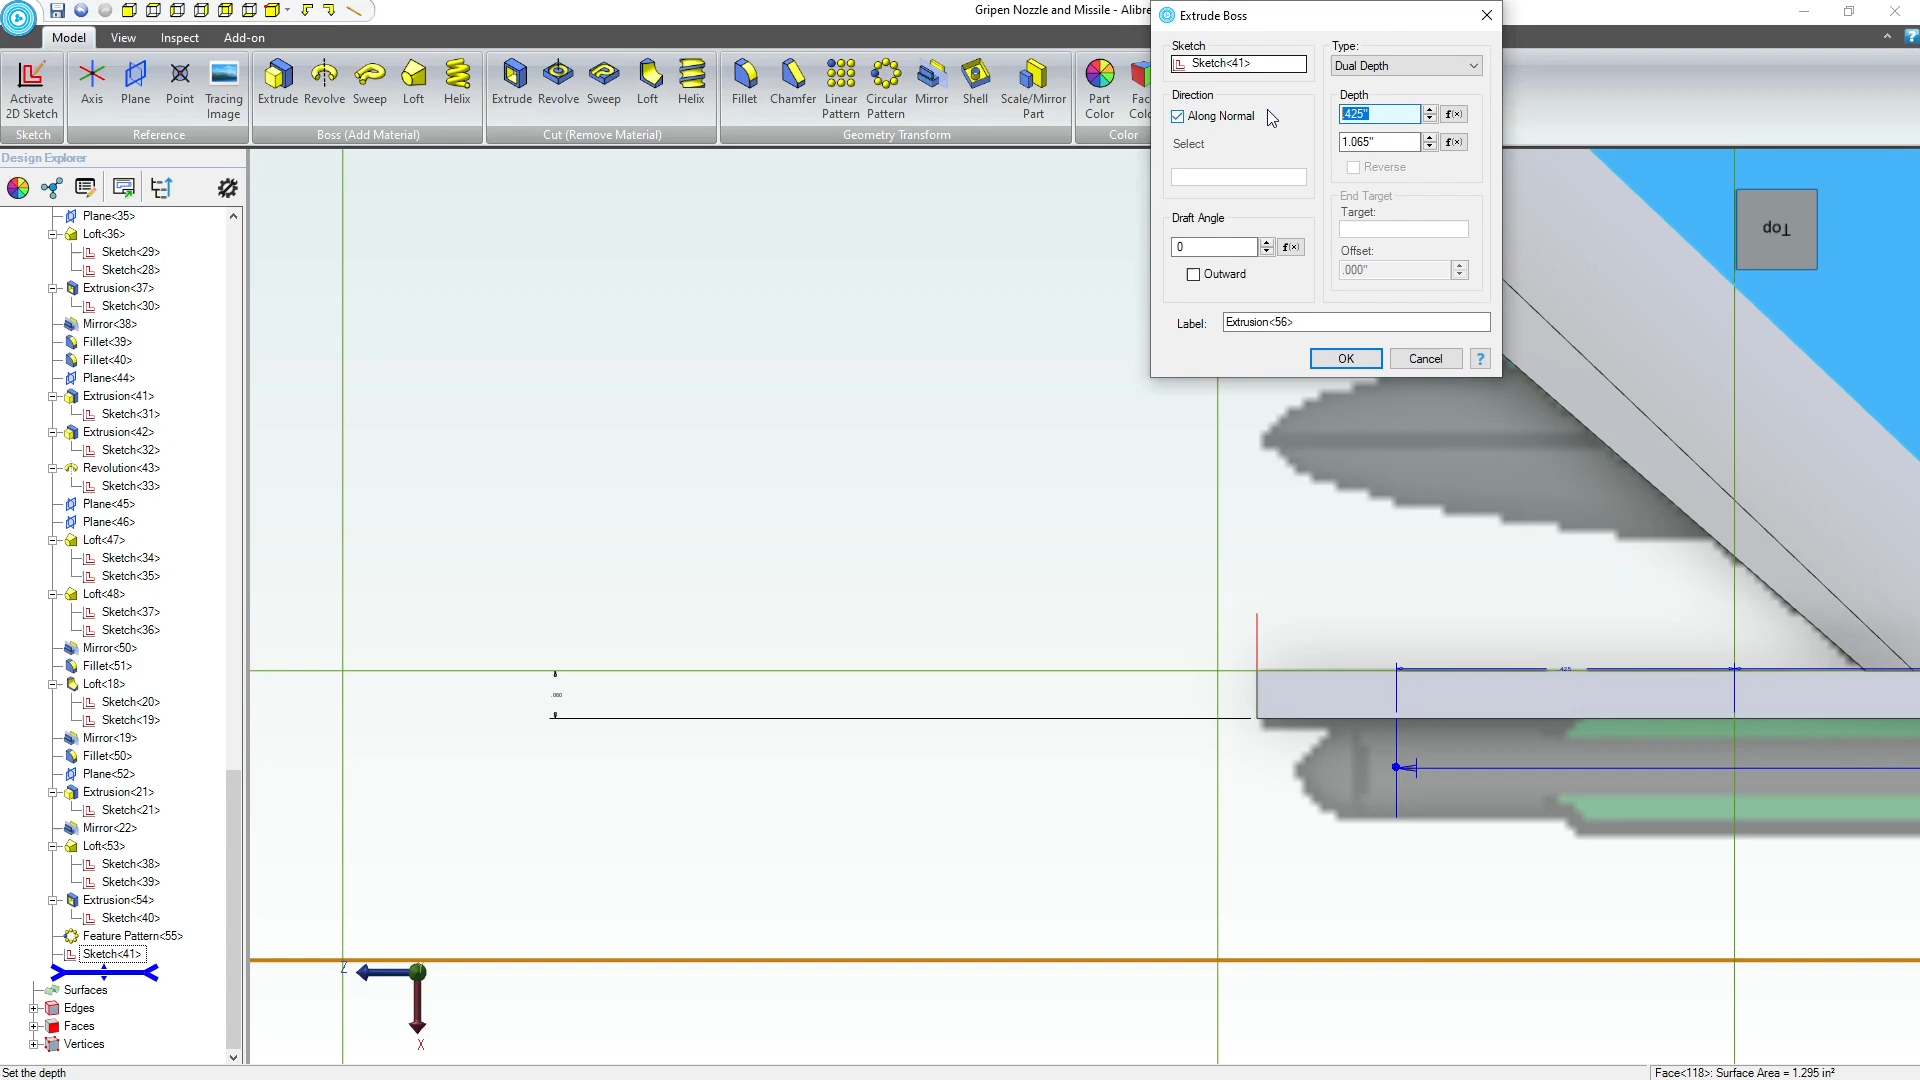 Gripen Nozzle and Missile - Alibre
Model
View
Inspect
Add-on
Activate
2D Sketch
Axis
Plane
Point
Tracing
Image
Extrude
Revolve
Sweep
Loft
Helix
Extrude
Revolve
Sweep
Loft
Helix
Fillet
Chamfer
Linear
Pattern
Circular
Pattern
Mirror
Shell
Scale/Mirror
Part
Part
Color
Sketch
Reference
Boss (Add Material)
Cut (Remove Material)
Geometry Transform
Color
Design Explorer
Plane<35>
Loft<36>
Sketch<29>
Sketch<28>
Extrusion<37>
Sketch<30>
Mirror<38>
Fillet<39>
Fillet<40>
Plane<44>
Extrusion<41>
Sketch<31>
Extrusion<42>
Sketch<32>
Revolution<43>
Sketch<33>
Plane<45>
Plane<46>
Loft<47>
Sketch<34>
Sketch<35>
Loft<48>
Sketch<37>
Sketch<36>
Mirror<50>
Fillet<51>
Loft<18>
Sketch<20>
Sketch<19>
Mirror<19>
Fillet<50>
Plane<52>
Extrusion<21>
Sketch<21>
Mirror<22>
Loft<53>
Sketch<38>
Sketch<39>
Extrusion<54>
Sketch<40>
Feature Pattern<55>
Sketch<41>
Surfaces
Edges
Faces
Vertices
Extrude Boss
Sketch
Sketch<41>
Direction
Along Normal
Select
Draft Angle
0
f(x)
Outward
Type:
Dual Depth
Depth
.425"
f(x)
1.065"
f(x)
Reverse
End Target
Target:
Offset:
.000"
Label:
Extrusion<56>
OK
Cancel
?
Top
.425
.060
Z
X
Set the depth
Face<118>: Surface Area = 1.295 in²